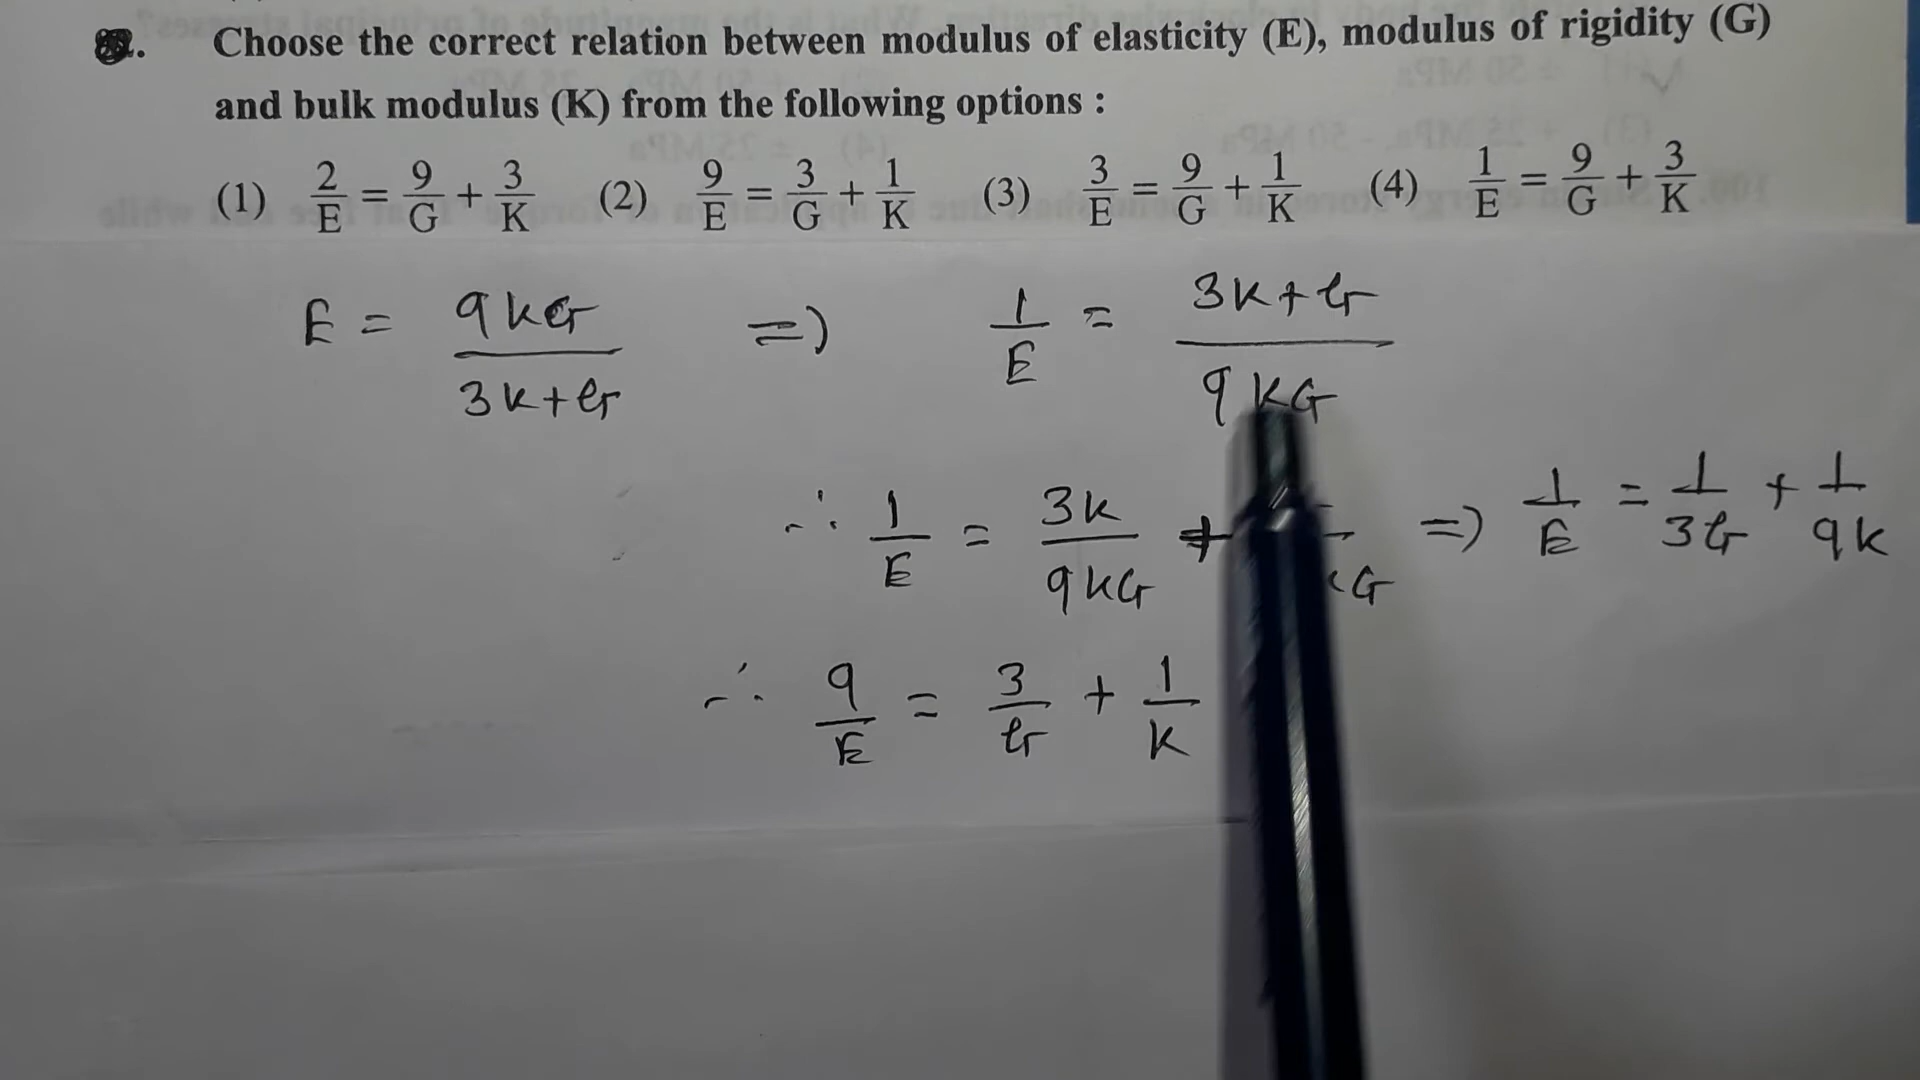 Choose the correct relation between modulus of elasticity (E), modulus of rigidity (G)
and bulk modulus (K) from the following options :
(1) 2/E = 9/G + 3/K (2) 9/E = 3/G + 1/K (3) 3/E = 9/G + 1/K (4) 1/E = 9/G + 3/K
E = 9KG/3K+G => 1/E = 3K+G/9KG
∴ 1/E = 3K/9KG + => 1/E = 1/3G + 1/9K
∴ 9/E = 3/G + 1/K